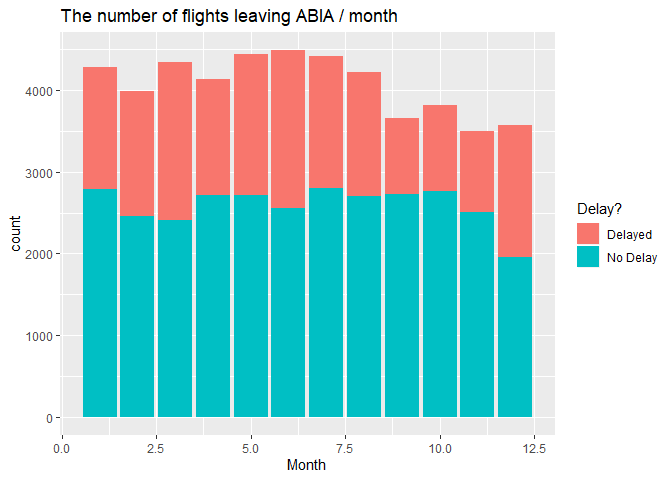 The number of flights leaving ABIA / month
4000
3000
2000
1000
0
count
0.0 2.5 5.0 7.5 10.0 12.5
Month
Delay?
Delayed
No Delay